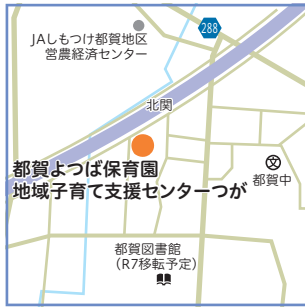 288
JAしもつけ都賀地区
営農経済センター
北関
都賀よつば保育園
地域子育て支援センターつが
文
都賀中
都賀図書館
（R7移転予定）